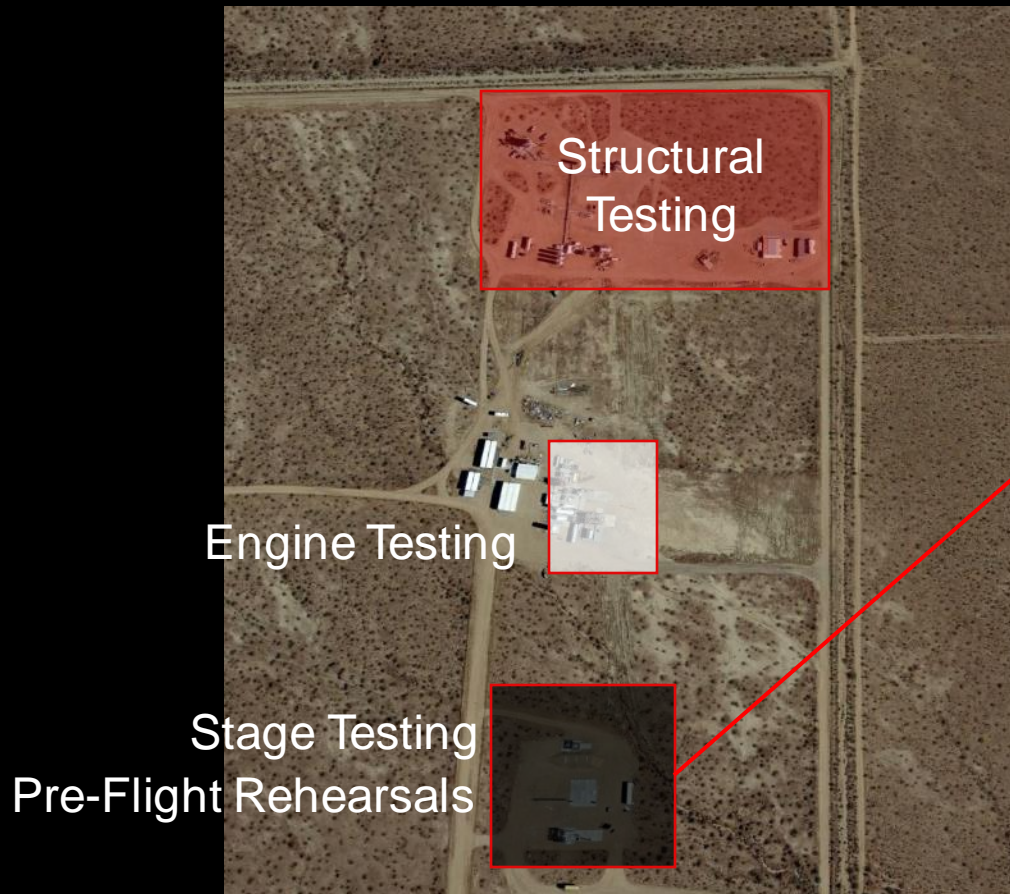 Structural
Testing
Engine Testing
Stage Testing
Pre-Flight Rehearsals